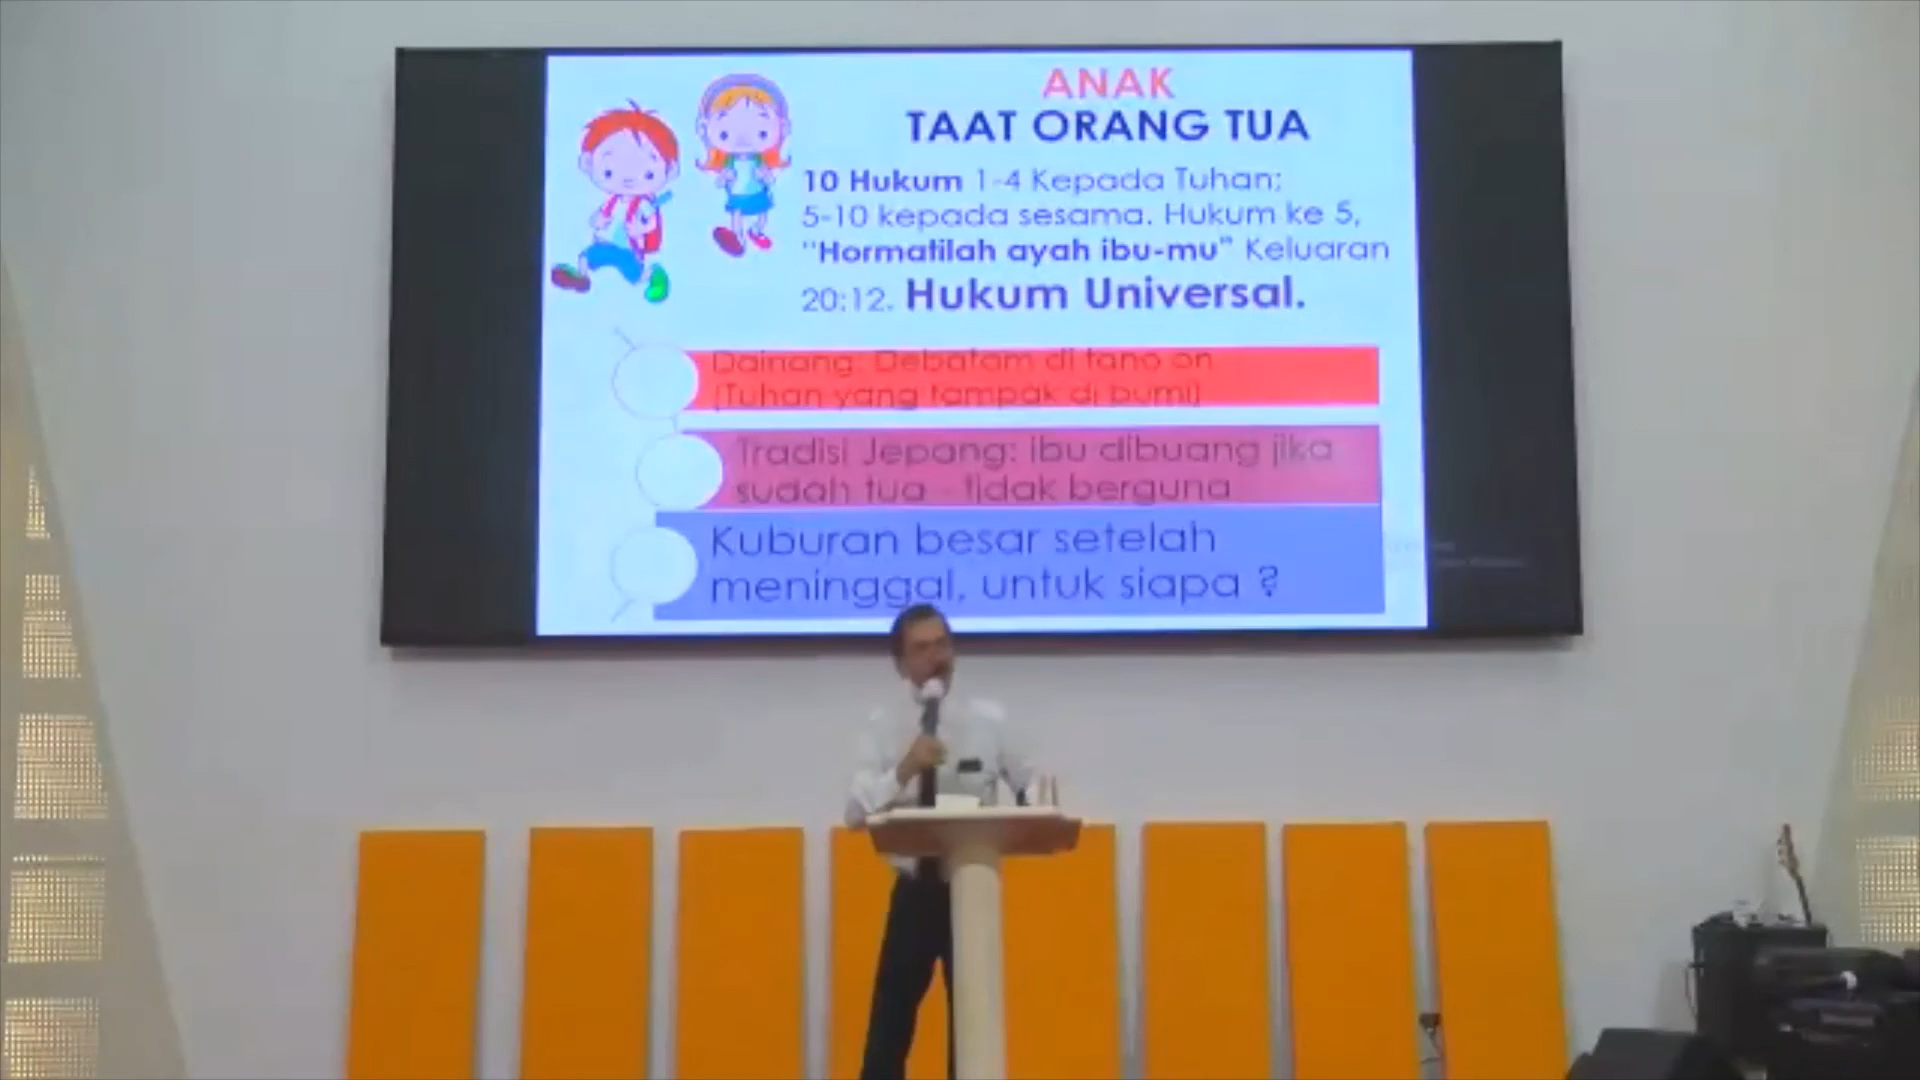 ANAK
TAAT ORANG TUA
10 Hukum 1-4 Kepada Tuhan;
5-10 kepada sesama. Hukum ke 5,
"Hormatilah ayah ibu-mu" Keluaran
20:12. Hukum Universal.
Dainang: Debatam di tano on
(Tuhan yang tampak di bumi)
Tradisi Jepang: ibu dibuang jika
sudah tua - tidak berguna
Kuburan besar setelah
meninggal, untuk siapa ?